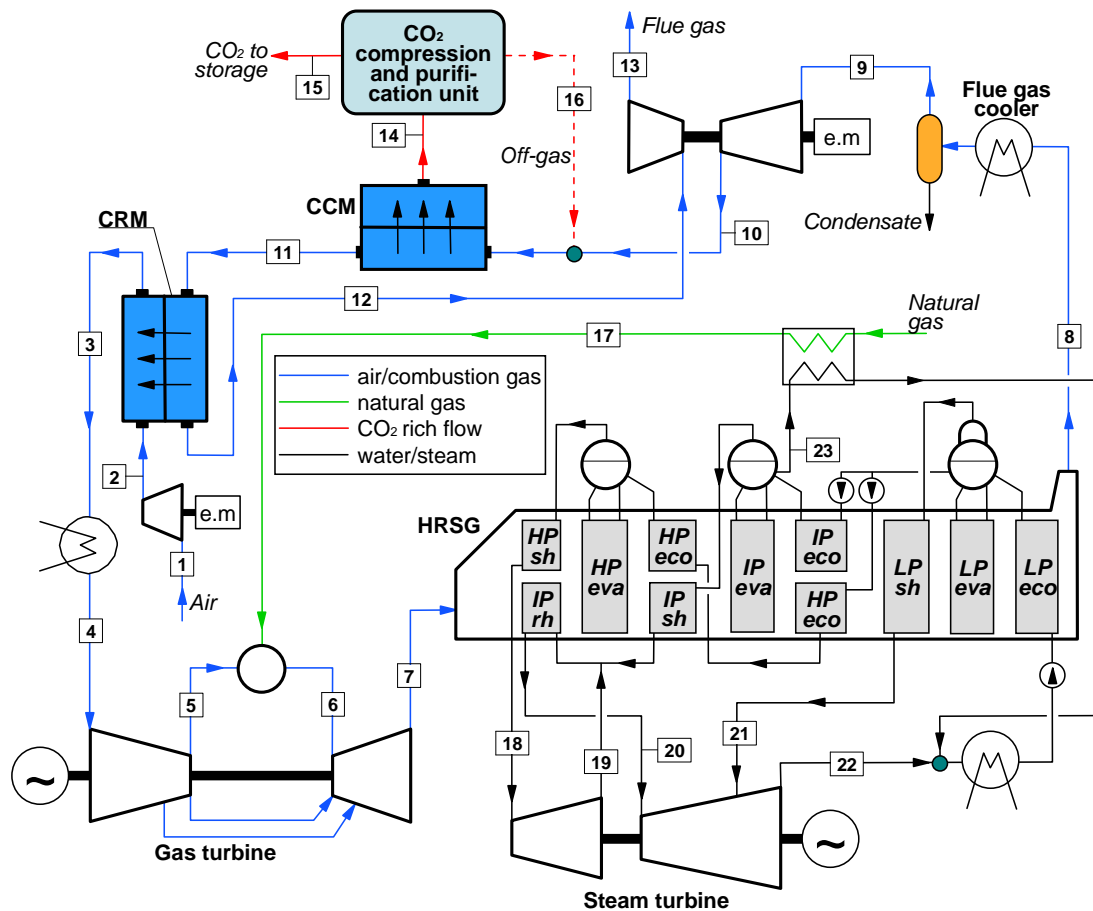 Flue gas
CO2 to
storage
CO2
compression
and purifi-
cation unit
13
9
Flue gas
cooler
15
16
14
Off-gas
e.m
CCM
Condensate
CRM
11
10
12
Natural
gas
3
17
8
air/combustion gas
natural gas
CO2 rich flow
water/steam
2
23
e.m
HRSG
HP
sh
HP
eva
HP
eco
IP
eva
IP
eco
LP
sh
LP
eva
LP
eco
1
Air
IP
rh
IP
sh
HP
eco
4
7
5
6
18
19
20
21
22
~
~
Gas turbine
Steam turbine